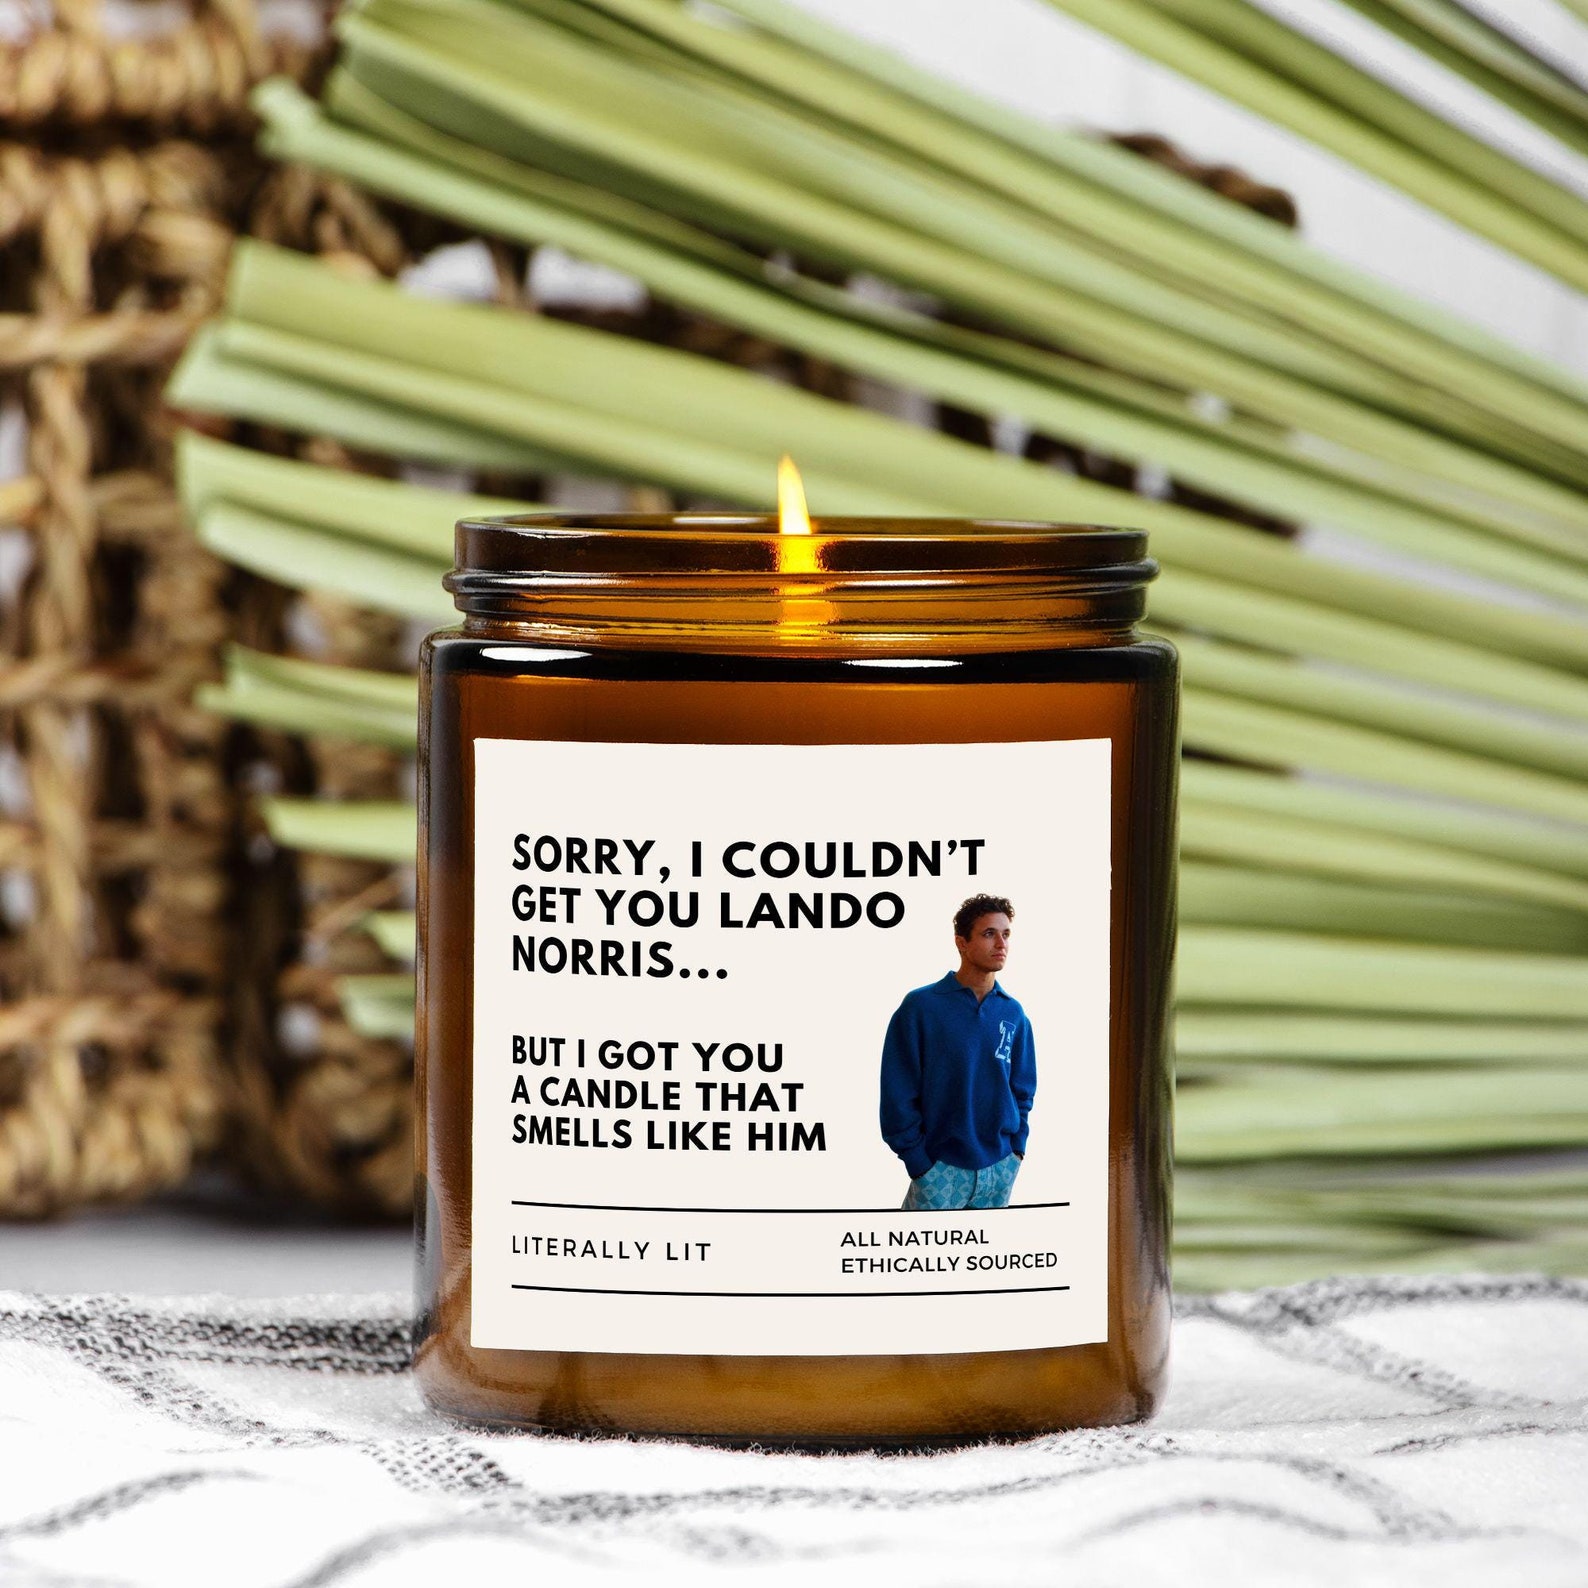 SORRY, I COULDN'T
GET YOU LANDO
NORRIS...
BUT I GOT YOU
A CANDLE THAT
SMELLS LIKE HIM
LITERALLY LIT
ALL NATURAL
ETHICALLY SOURCED